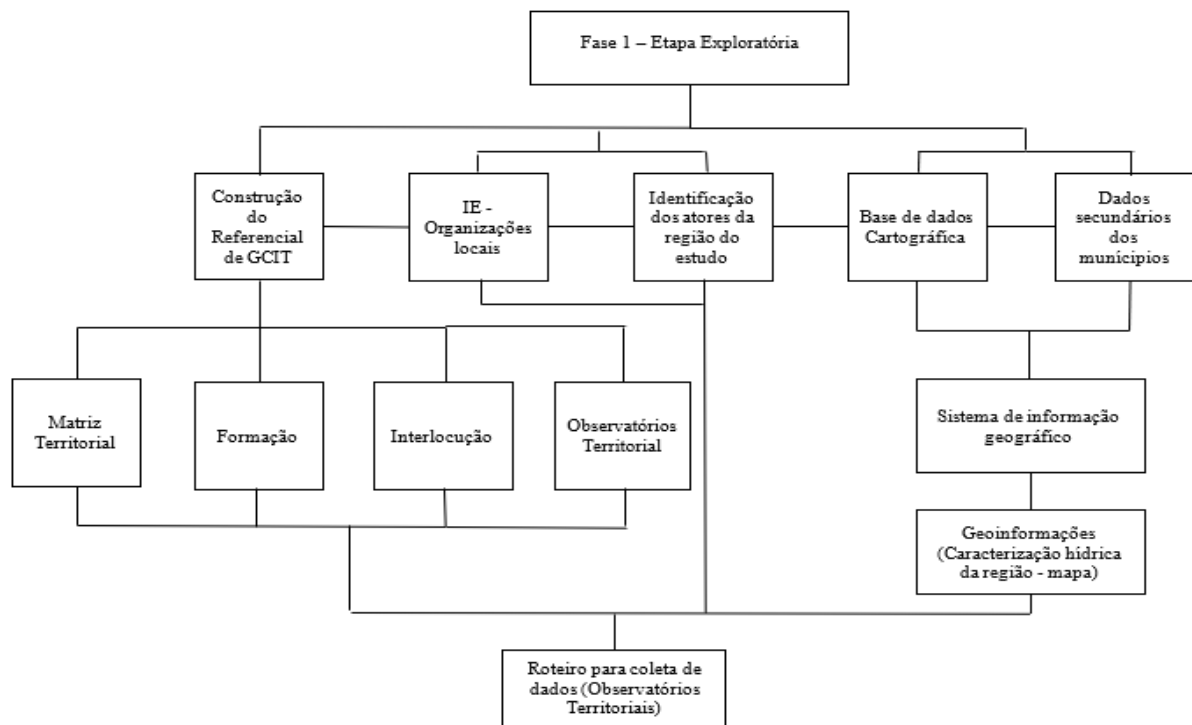 Fase 1 – Etapa Exploratória
Construção
do
Referencial
de GCIT
IE -
Organizações
locais
Identificação
dos atores da
região do
estudo
Base de dados
Cartográfica
Dados
secundários
dos
munícipios
Matriz
Territorial
Formação
Interlocução
Observatórios
Territorial
Sistema de informação
geográfico
Geoinformações
(Caracterização hídrica
da região - mapa)
Roteiro para coleta de
dados (Observatórios
Territoriais)